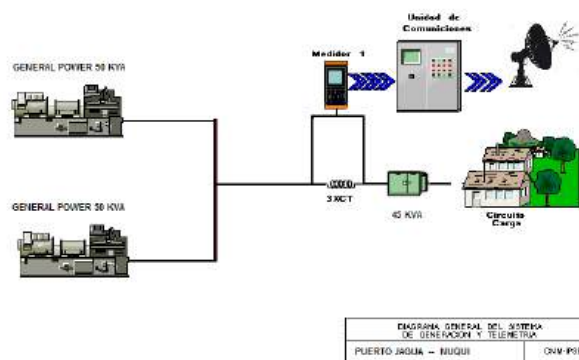 Unidad de
Comuniciones
Medidor 1
GENERAL POWER 50 KVA
GENERAL POWER 50 KVA
3XCT
45 KVA
Circuito
Carga
DIAGRAMA GENERAL DEL SISTEMA
DE GENERACION Y TELEMETRIA
PUERTO JAGUA - NUQUI